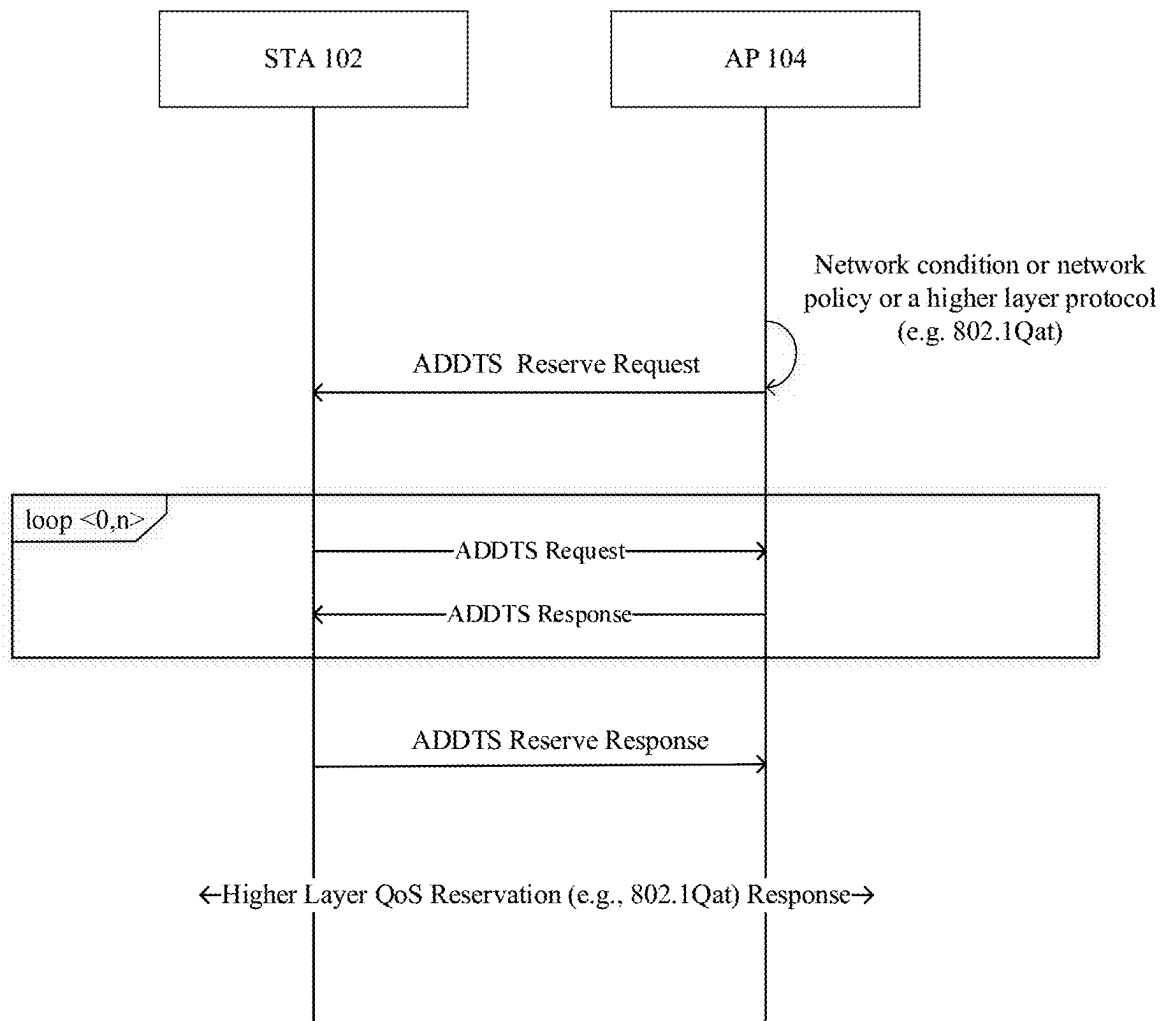 STA 102
AP 104
Network condition or network
policy or a higher layer protocol
(e.g. 802.1Qat)
ADDTS Reserve Request
loop <0,n>
ADDTS Request
ADDTS Response
ADDTS Reserve Response
Higher Layer QoS Reservation (e.g., 802.1Qat) Response